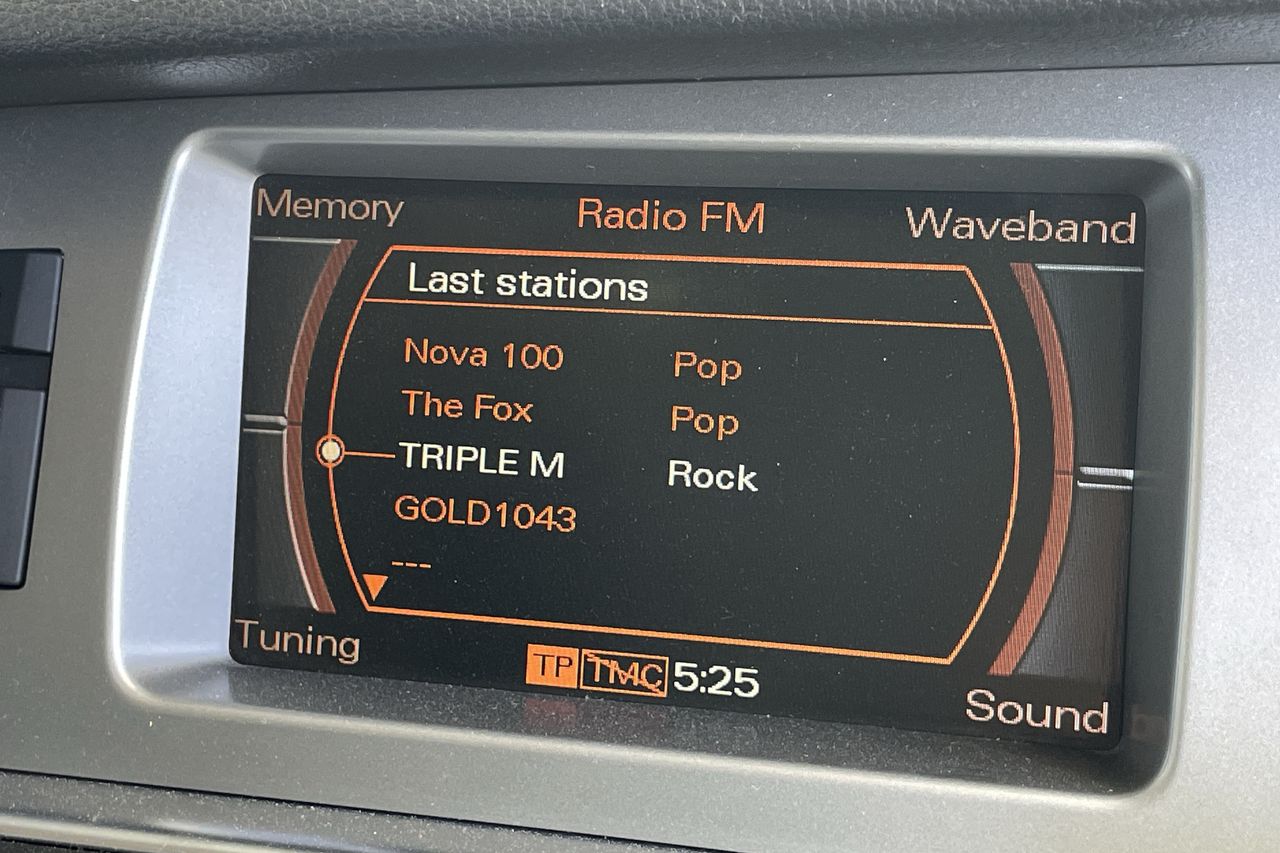 Memory Radio FM Waveband
Last stations
Nova 100 Pop
The Fox Pop
TRIPLE M Rock
GOLD1043
---
Tuning TP TMC 5:25 Sound